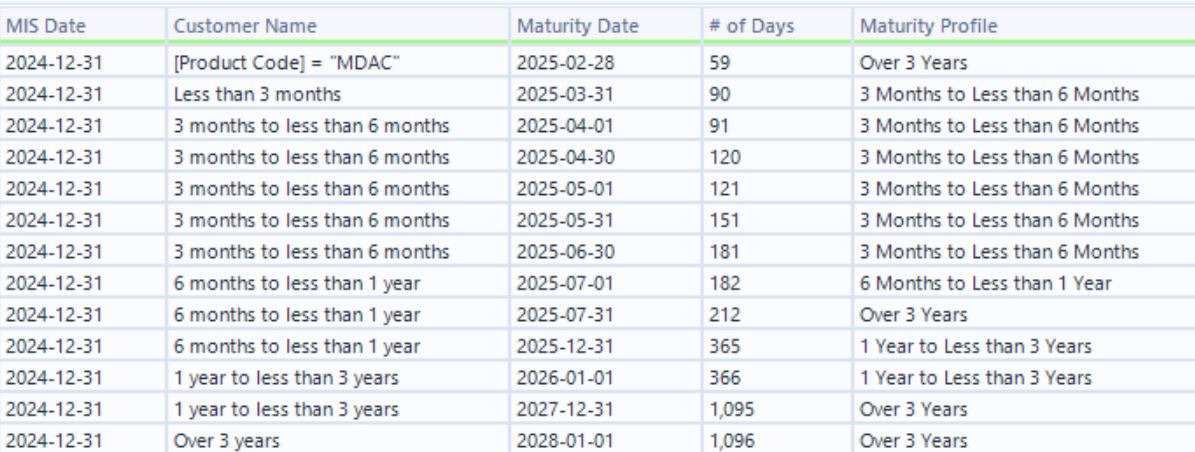 MIS Date Customer Name Maturity Date # of Days Maturity Profile
2024-12-31 [Product Code] = "MDAC" 2025-02-28 59 Over 3 Years
2024-12-31 Less than 3 months 2025-03-31 90 3 Months to Less than 6 Months
2024-12-31 3 months to less than 6 months 2025-04-01 91 3 Months to Less than 6 Months
2024-12-31 3 months to less than 6 months 2025-04-30 120 3 Months to Less than 6 Months
2024-12-31 3 months to less than 6 months 2025-05-01 121 3 Months to Less than 6 Months
2024-12-31 3 months to less than 6 months 2025-05-31 151 3 Months to Less than 6 Months
2024-12-31 3 months to less than 6 months 2025-06-30 181 3 Months to Less than 6 Months
2024-12-31 6 months to less than 1 year 2025-07-01 182 6 Months to Less than 1 Year
2024-12-31 6 months to less than 1 year 2025-07-31 212 Over 3 Years
2024-12-31 6 months to less than 1 year 2025-12-31 365 1 Year to Less than 3 Years
2024-12-31 1 year to less than 3 years 2026-01-01 366 1 Year to Less than 3 Years
2024-12-31 1 year to less than 3 years 2027-12-31 1,095 Over 3 Years
2024-12-31 Over 3 years 2028-01-01 1,096 Over 3 Years